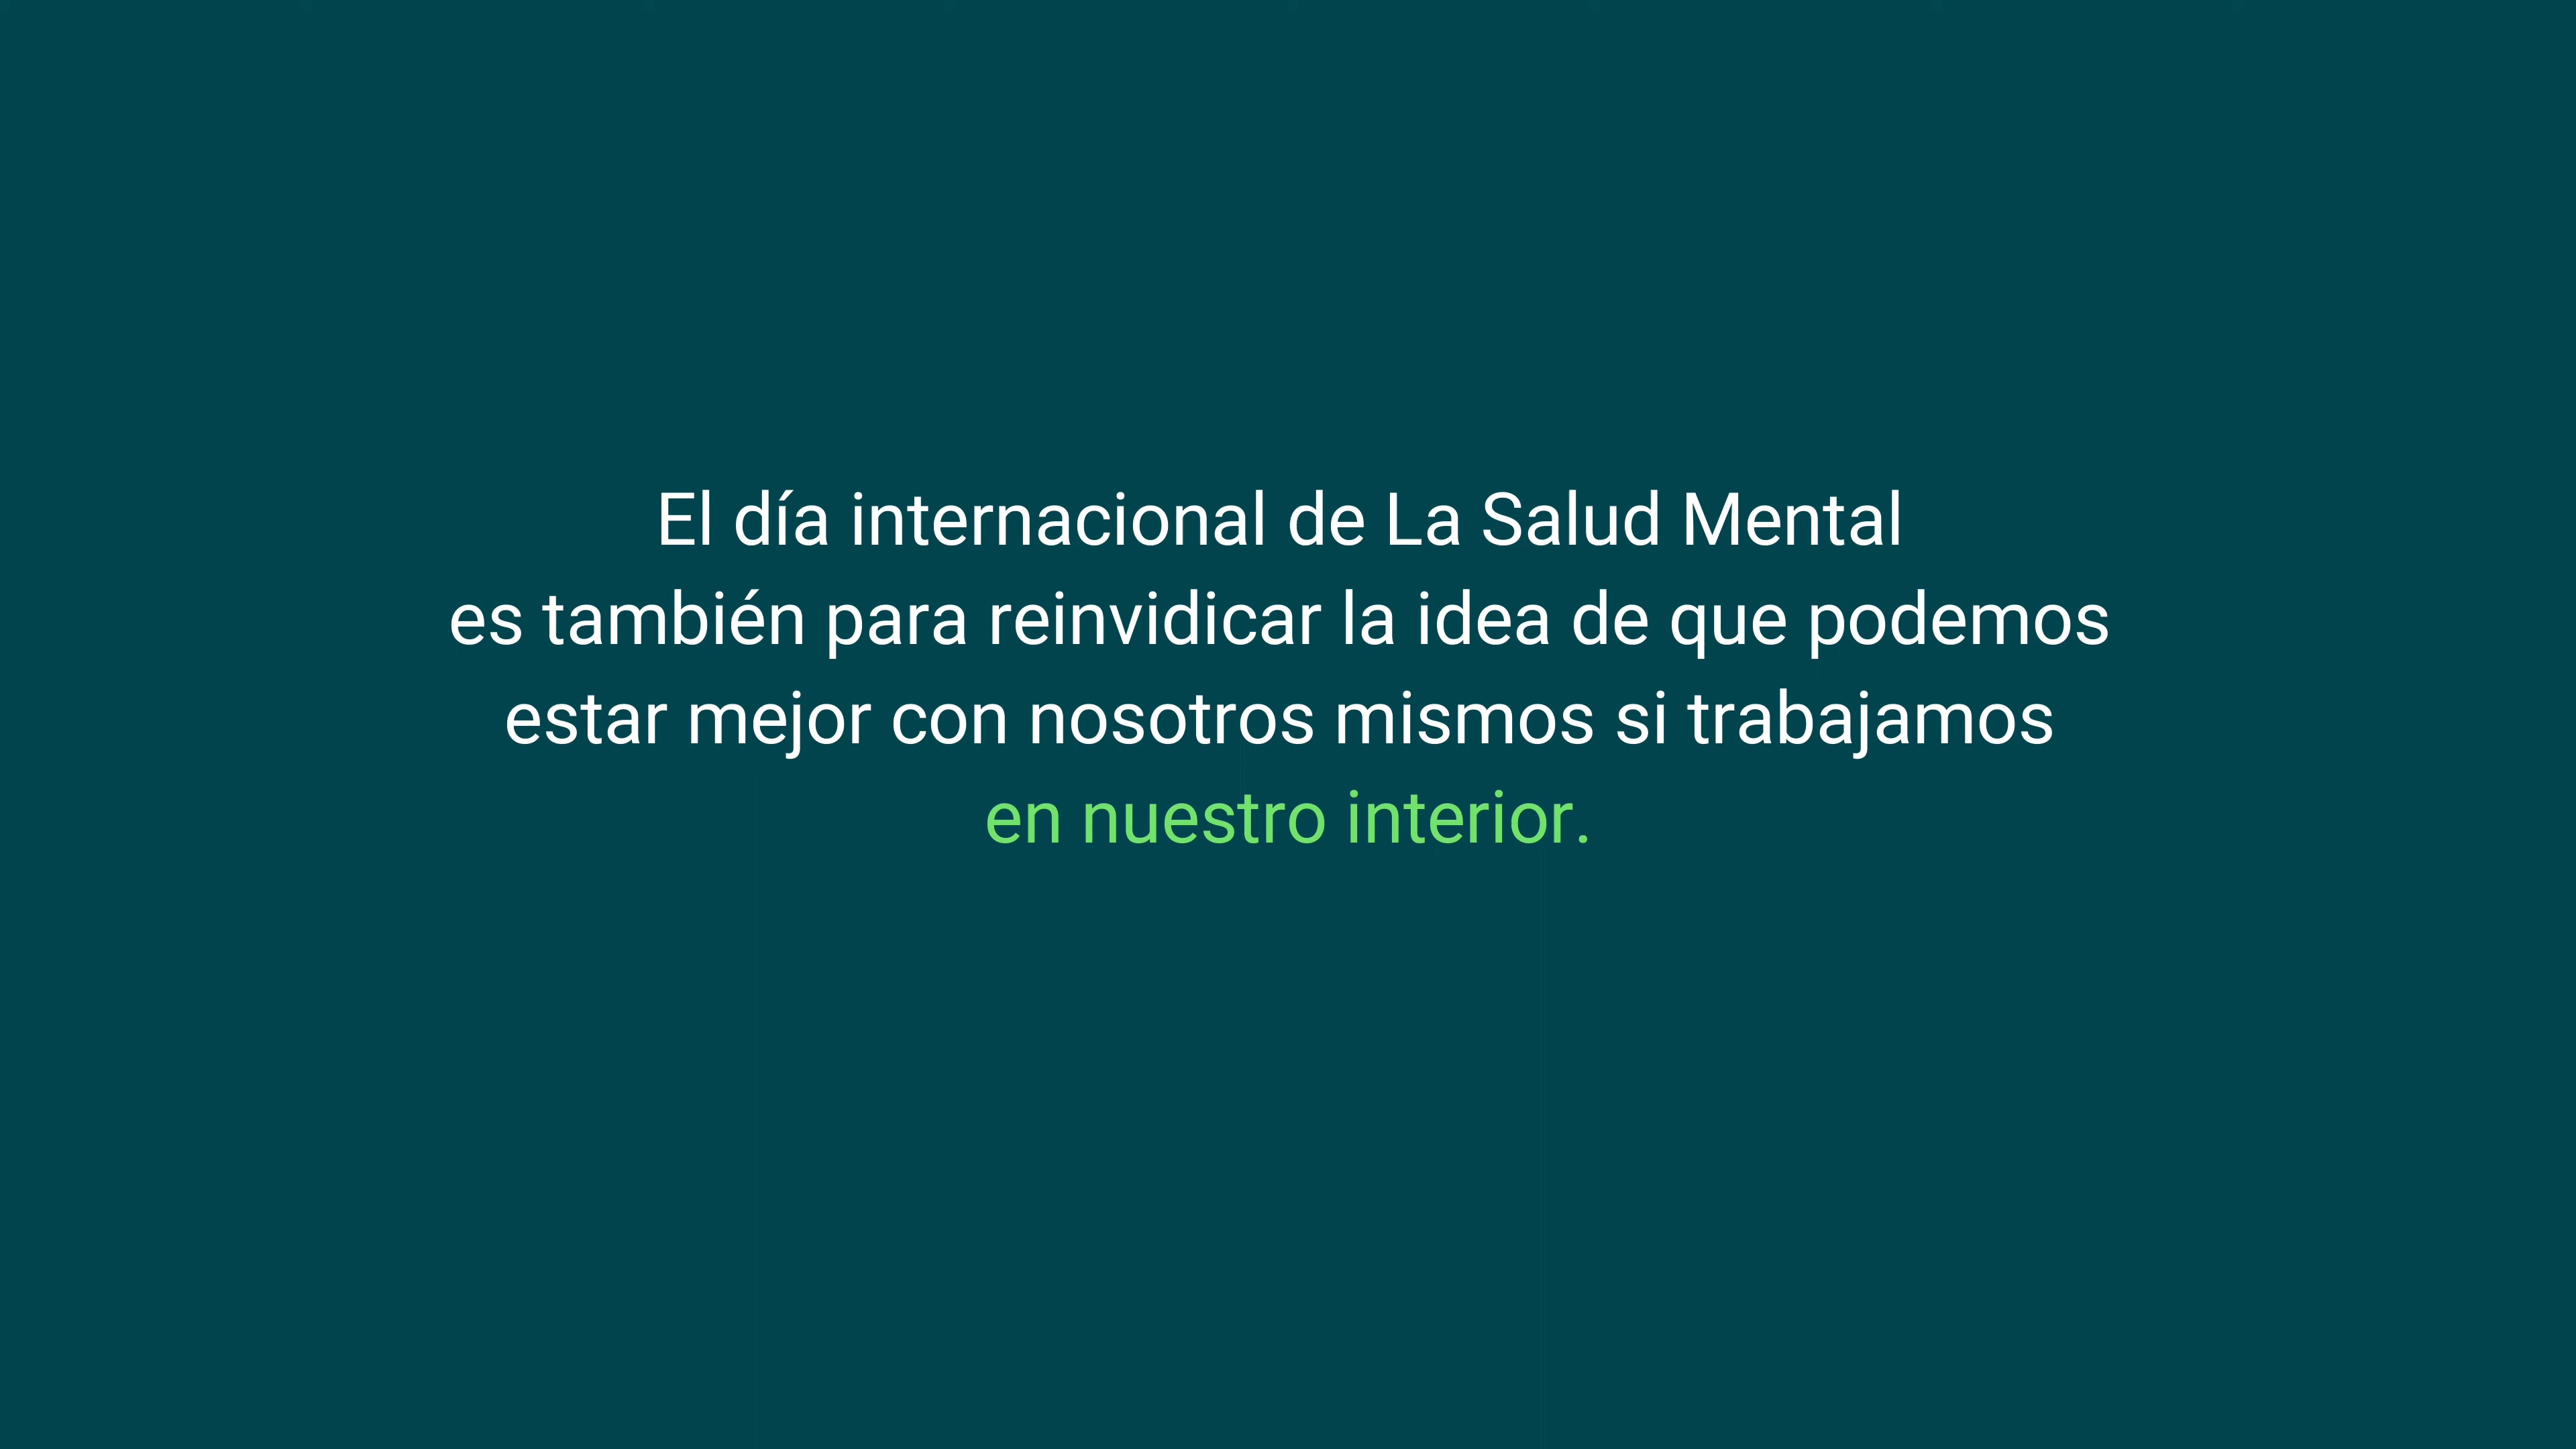 El día internacional de La Salud Mental
es también para reinvidicar la idea de que podemos
estar mejor con nosotros mismos si trabajamos
en nuestro interior.